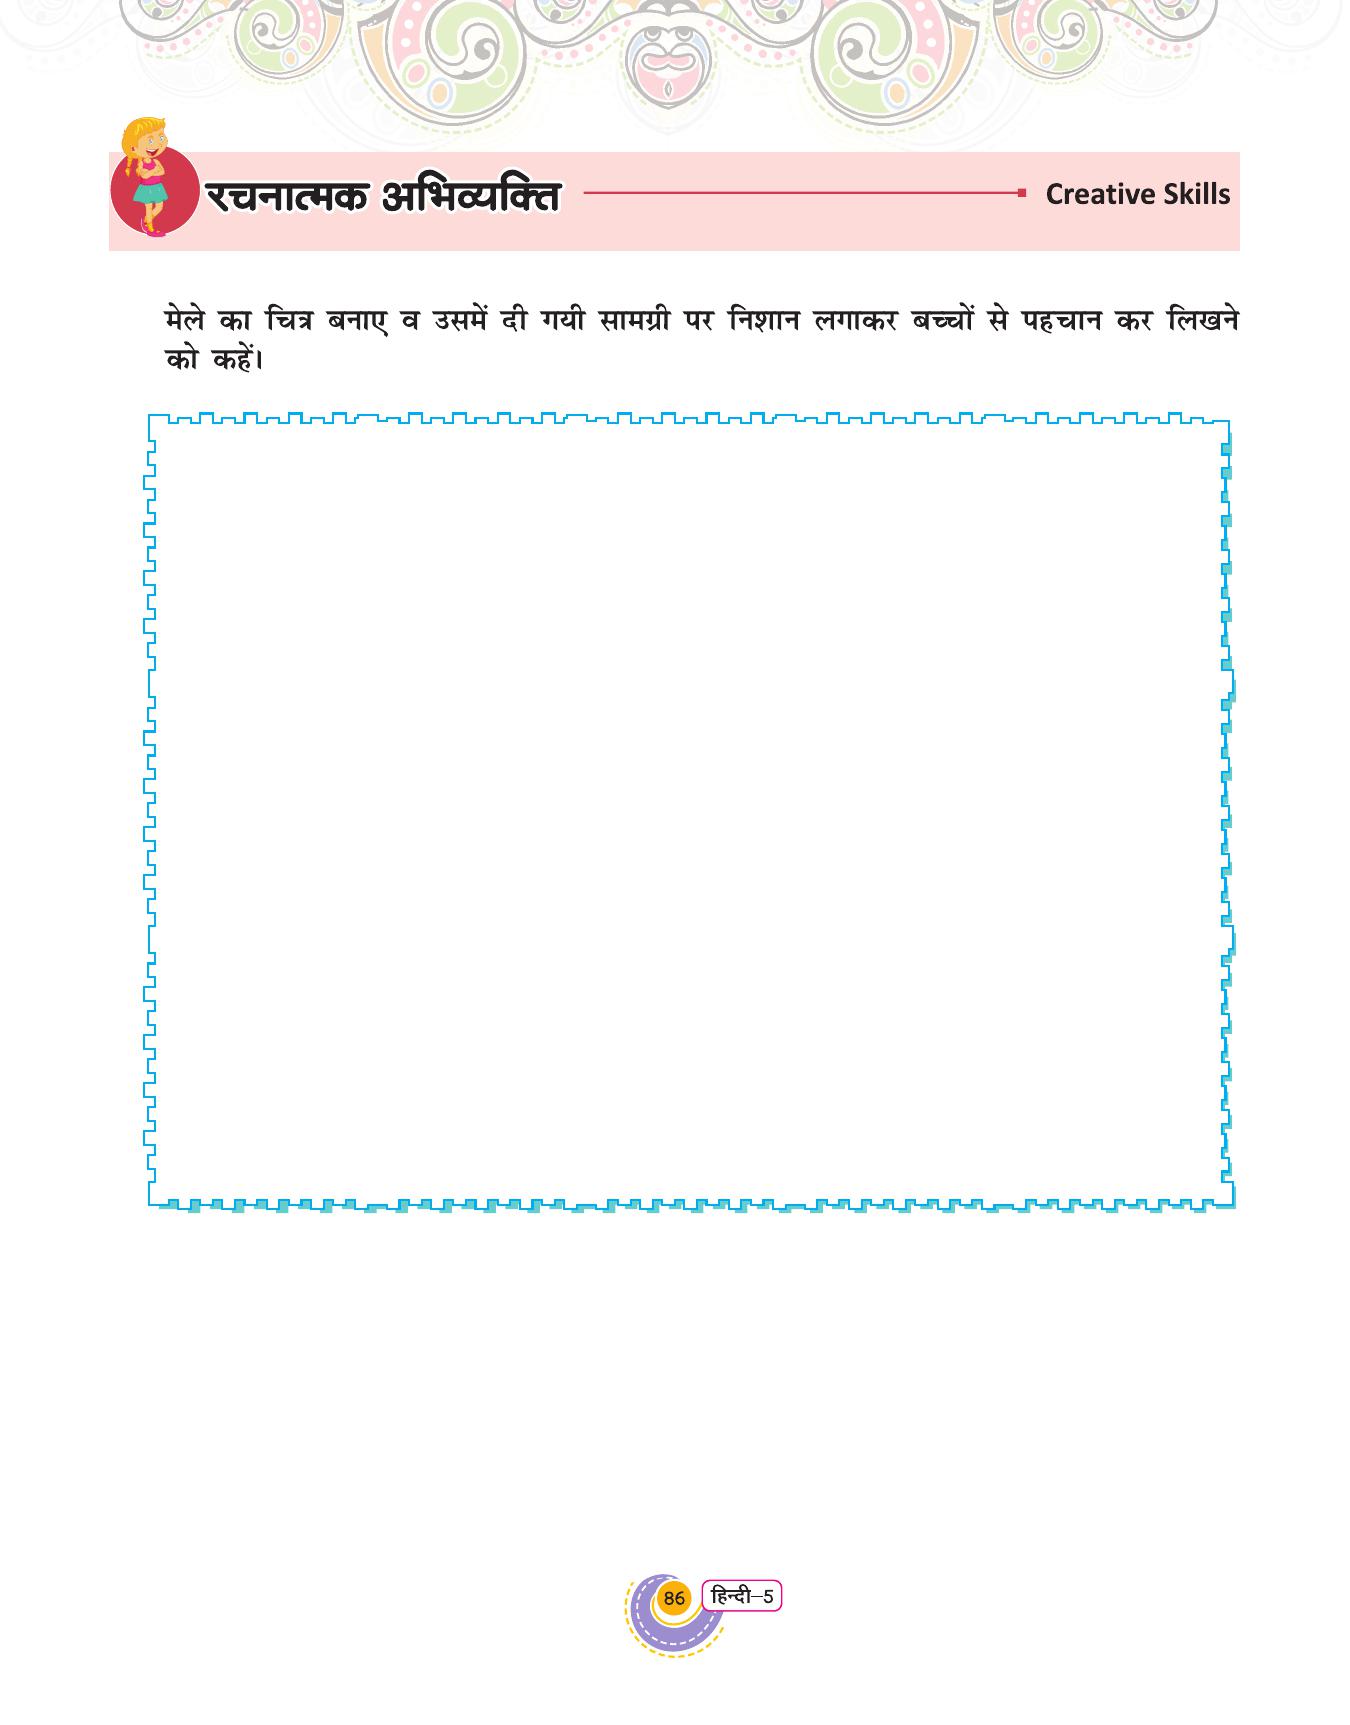 रचनात्मक अभिव्यक्ति Creative Skills
मेले का चित्र बनाए व उसमें दी गयी सामग्री पर निशान लगाकर बच्चों से पहचान कर लिखने
को कहें।
86 हिन्दी–5